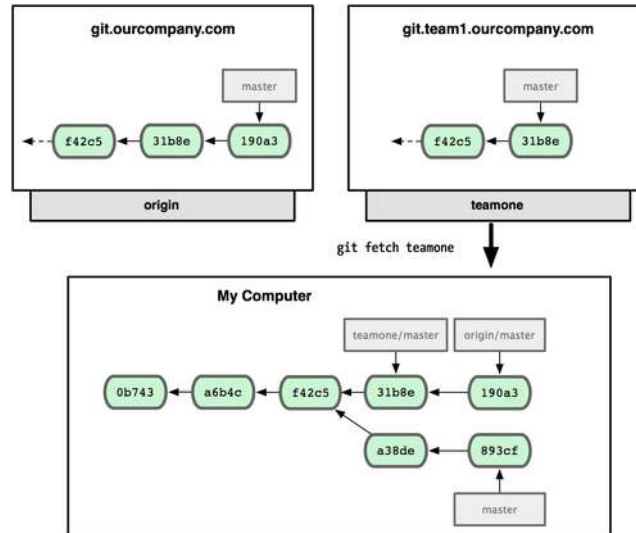 git.ourcompany.com
master
f42c5
31b8e
190a3
origin
git.team1.ourcompany.com
master
f42c5
31b8e
teamone
git fetch teamone
My Computer
teamone/master
origin/master
0b743
a6b4c
f42c5
31b8e
190a3
a38de
893cf
master